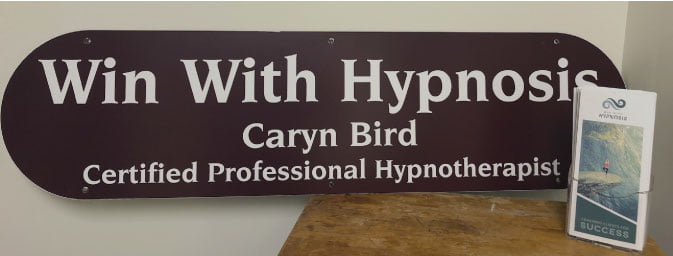 Win With Hypnosis
Caryn Bird
Certified Professional Hypnotherapist
HYPNOSIS
SUCCESS